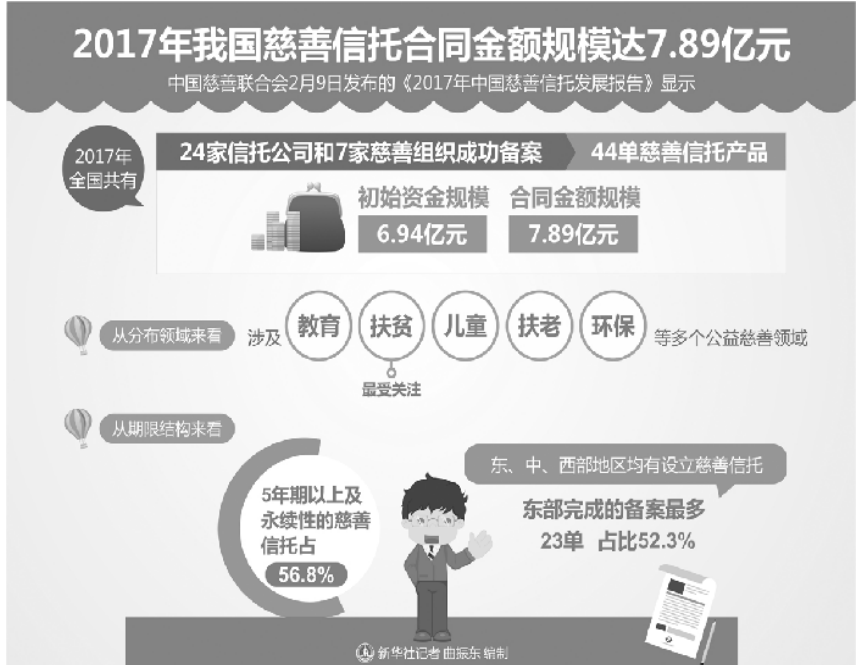 2017年我国慈善信托合同金额规模达7.89亿元
中国慈善联合会2月9日发布的《2017年中国慈善信托发展报告》显示
2017年
全国共有
24家信托公司和7家慈善组织成功备案
44单慈善信托产品
初始资金规模
6.94亿元
合同金额规模
7.89亿元
从分布领域来看
涉及
教育
扶贫
儿童
扶老
环保
等多个公益慈善领域
最受关注
从期限结构来看
5年期以上及
永续性的慈善
信托占
56.8%
东、中、西部地区均有设立慈善信托
东部完成的备案最多
23单 占比52.3%
新华社记者 曲振东 编制